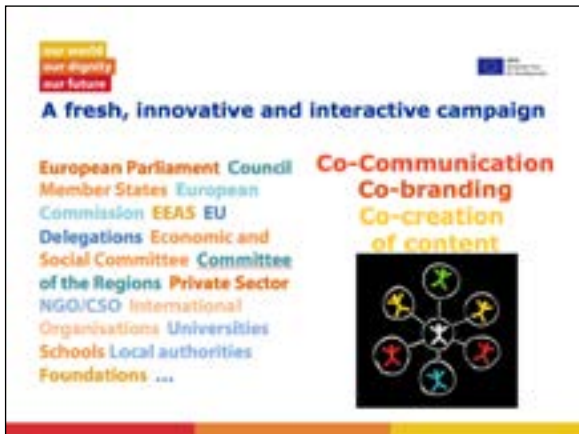 our world
our dignity
our future
A fresh, innovative and interactive campaign
European Parliament Council
Member States European
Commission EEAS EU
Delegations Economic and
Social Committee Committee
of the Regions Private Sector
NGO/CSO International
Organisations Universities
Schools Local authorities
Foundations ...
Co-Communication
Co-branding
Co-creation
of content